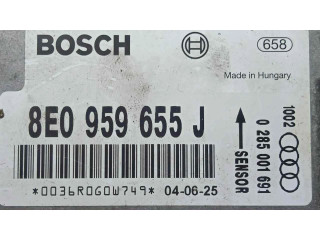 BOSCH
658
Made in Hungary
8E0 959 655 J
*0036R0G0W749* 04-06-25
SENSOR
0 285 001 691
1002